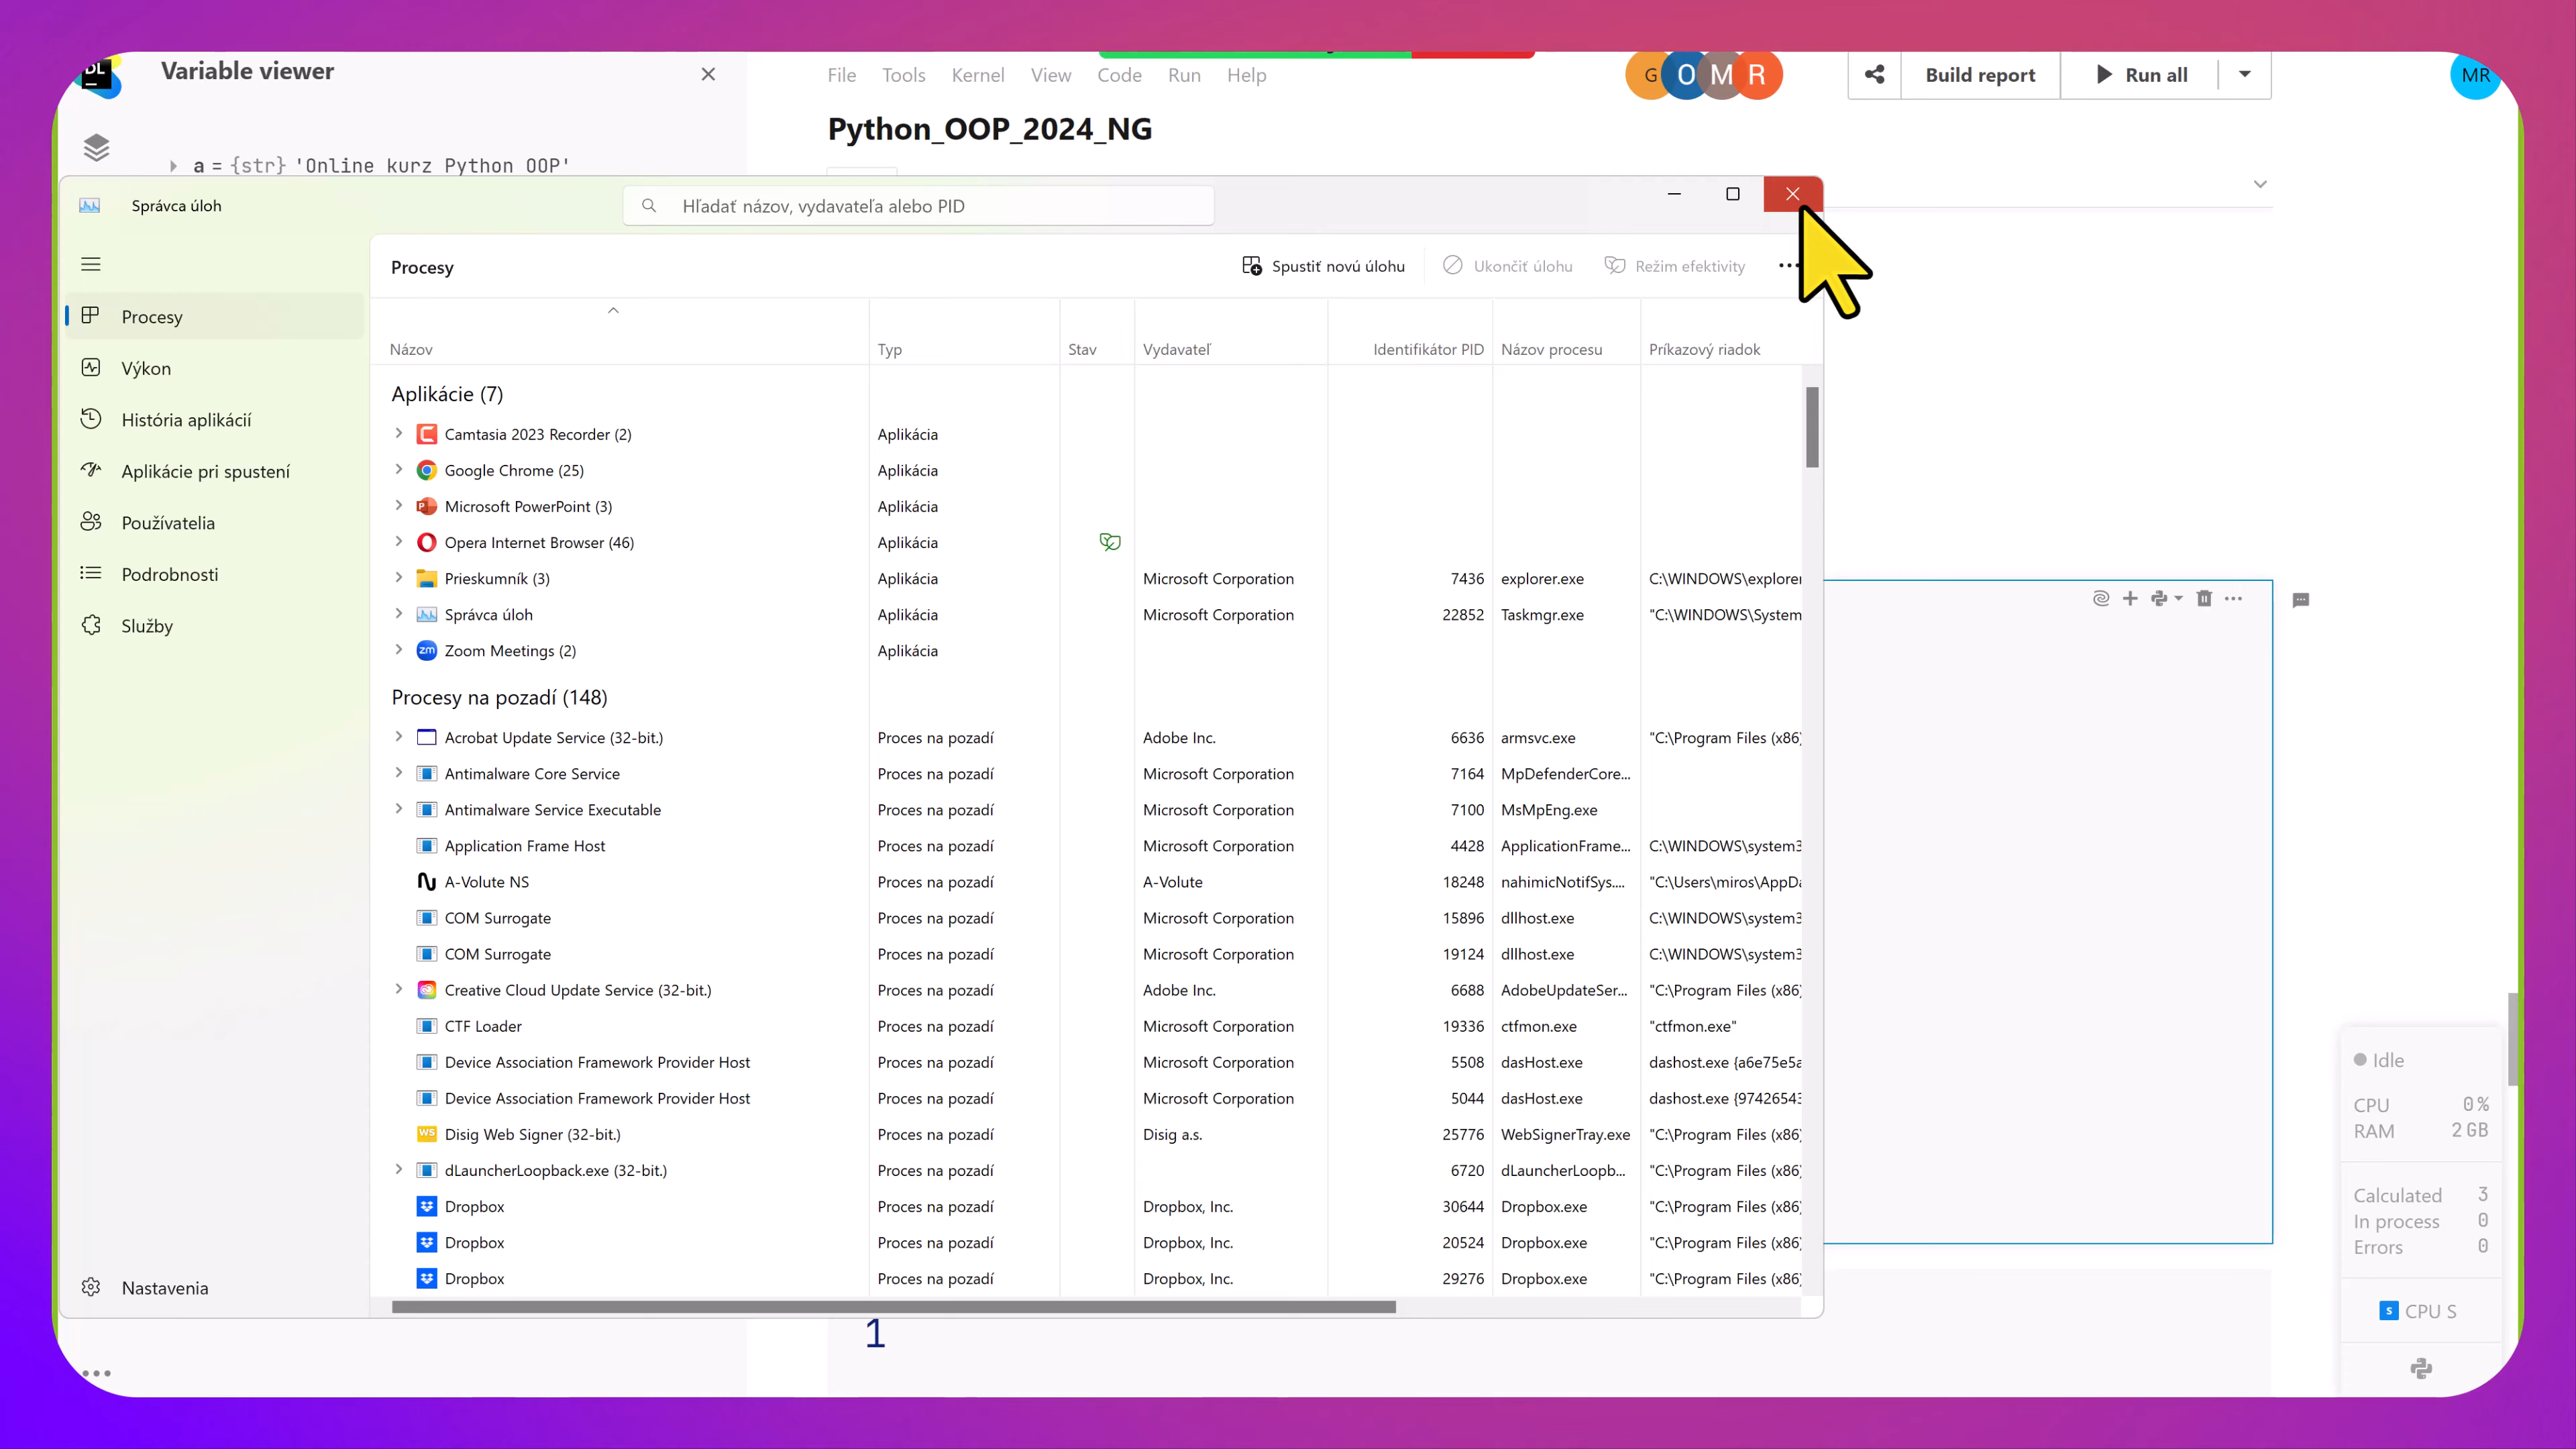 DL
Variable viewer
File Tools Kernel View Code Run Help
G O M R
Build report
Run all
MR
Python_OOP_2024_NG
a = {str} 'Online kurz Python OOP'
Správca úloh
Hľadať názov, vydavateľa alebo PID
Procesy
Spustiť novú úlohu
Ukončiť úlohu
Režim efektivity
Procesy
Výkon
História aplikácií
Aplikácie pri spustení
Používatelia
Podrobnosti
Služby
Nastavenia
Názov Typ Stav Vydavateľ Identifikátor PID Názov procesu Príkazový riadok
Aplikácie (7)
Camtasia 2023 Recorder (2) Aplikácia
Google Chrome (25) Aplikácia
Microsoft PowerPoint (3) Aplikácia
Opera Internet Browser (46) Aplikácia
Prieskumník (3) Aplikácia Microsoft Corporation 7436 explorer.exe C:\WINDOWS\explorer
Správca úloh Aplikácia Microsoft Corporation 22852 Taskmgr.exe "C:\WINDOWS\System
zm Zoom Meetings (2) Aplikácia
Procesy na pozadí (148)
Acrobat Update Service (32-bit.) Proces na pozadí Adobe Inc. 6636 armsvc.exe "C:\Program Files (x86)
Antimalware Core Service Proces na pozadí Microsoft Corporation 7164 MpDefenderCore...
Antimalware Service Executable Proces na pozadí Microsoft Corporation 7100 MsMpEng.exe
Application Frame Host Proces na pozadí Microsoft Corporation 4428 ApplicationFrame... C:\WINDOWS\system3
A-Volute NS Proces na pozadí A-Volute 18248 nahimicNotifSys.... "C:\Users\miros\AppDa
COM Surrogate Proces na pozadí Microsoft Corporation 15896 dllhost.exe C:\WINDOWS\system3
COM Surrogate Proces na pozadí Microsoft Corporation 19124 dllhost.exe C:\WINDOWS\system3
Creative Cloud Update Service (32-bit.) Proces na pozadí Adobe Inc. 6688 AdobeUpdateSer... "C:\Program Files (x86)
CTF Loader Proces na pozadí Microsoft Corporation 19336 ctfmon.exe "ctfmon.exe"
Device Association Framework Provider Host Proces na pozadí Microsoft Corporation 5508 dasHost.exe dashost.exe {a6e75e5a
Device Association Framework Provider Host Proces na pozadí Microsoft Corporation 5044 dasHost.exe dashost.exe {97426543
WS Disig Web Signer (32-bit.) Proces na pozadí Disig a.s. 25776 WebSignerTray.exe "C:\Program Files (x86)
dLauncherLoopback.exe (32-bit.) Proces na pozadí 6720 dLauncherLoopb... "C:\Program Files (x86)
Dropbox Proces na pozadí Dropbox, Inc. 30644 Dropbox.exe "C:\Program Files (x86)
Dropbox Proces na pozadí Dropbox, Inc. 20524 Dropbox.exe "C:\Program Files (x86)
Dropbox Proces na pozadí Dropbox, Inc. 29276 Dropbox.exe "C:\Program Files (x86)
1
Idle
CPU 0 %
RAM 2 GB
Calculated 3
In process 0
Errors 0
S CPU S